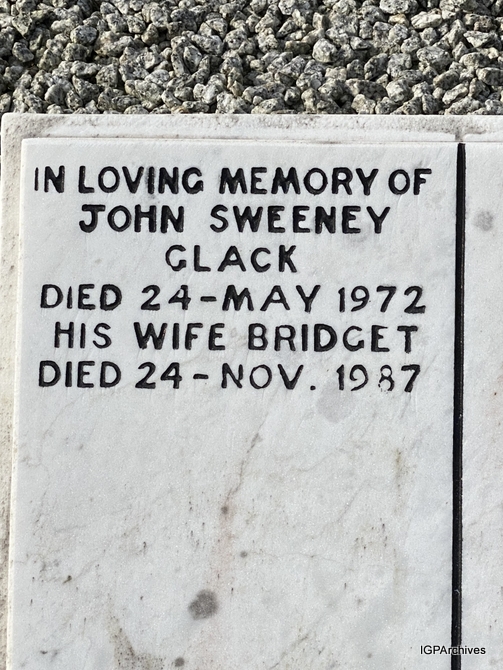 IN LOVING MEMORY OF
JOHN SWEENEY
GLACK
DIED 24-MAY 1972
HIS WIFE BRIDGET
DIED 24-NOV. 1987
IGPArchives